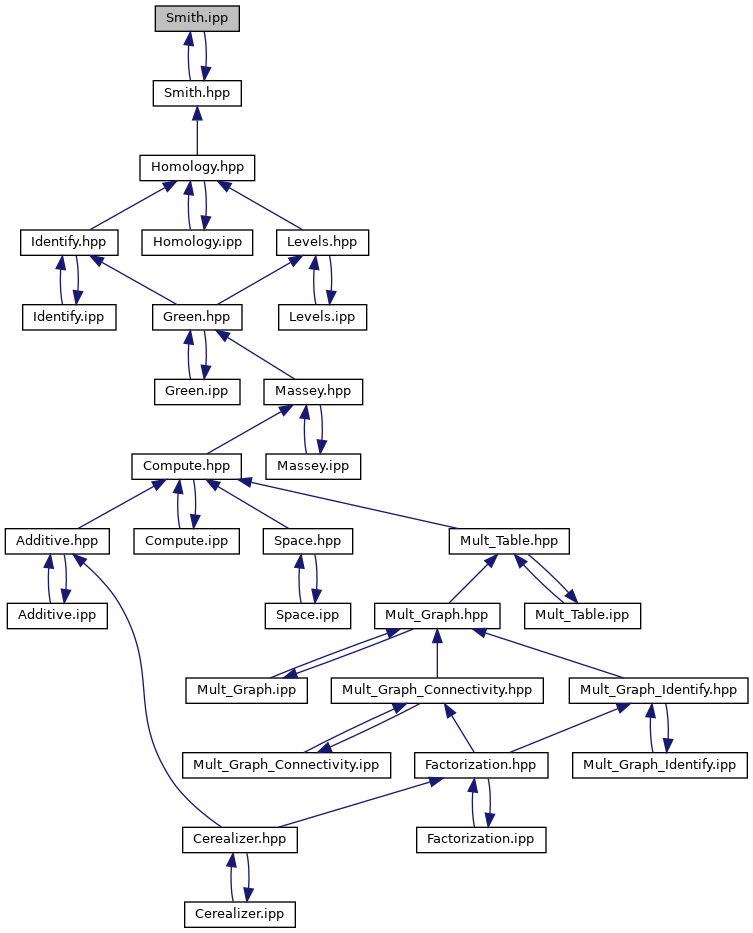 Smith.ipp
Smith.hpp
Homology.hpp
Identify.hpp
Homology.ipp
Levels.hpp
Identify.ipp
Green.hpp
Levels.ipp
Green.ipp
Massey.hpp
Compute.hpp
Massey.ipp
Additive.hpp
Compute.ipp
Space.hpp
Mult_Table.hpp
Additive.ipp
Space.ipp
Mult_Graph.hpp
Mult_Table.ipp
Mult_Graph.ipp
Mult_Graph_Connectivity.hpp
Mult_Graph_Identify.hpp
Mult_Graph_Connectivity.ipp
Factorization.hpp
Mult_Graph_Identify.ipp
Cerealizer.hpp
Factorization.ipp
Cerealizer.ipp